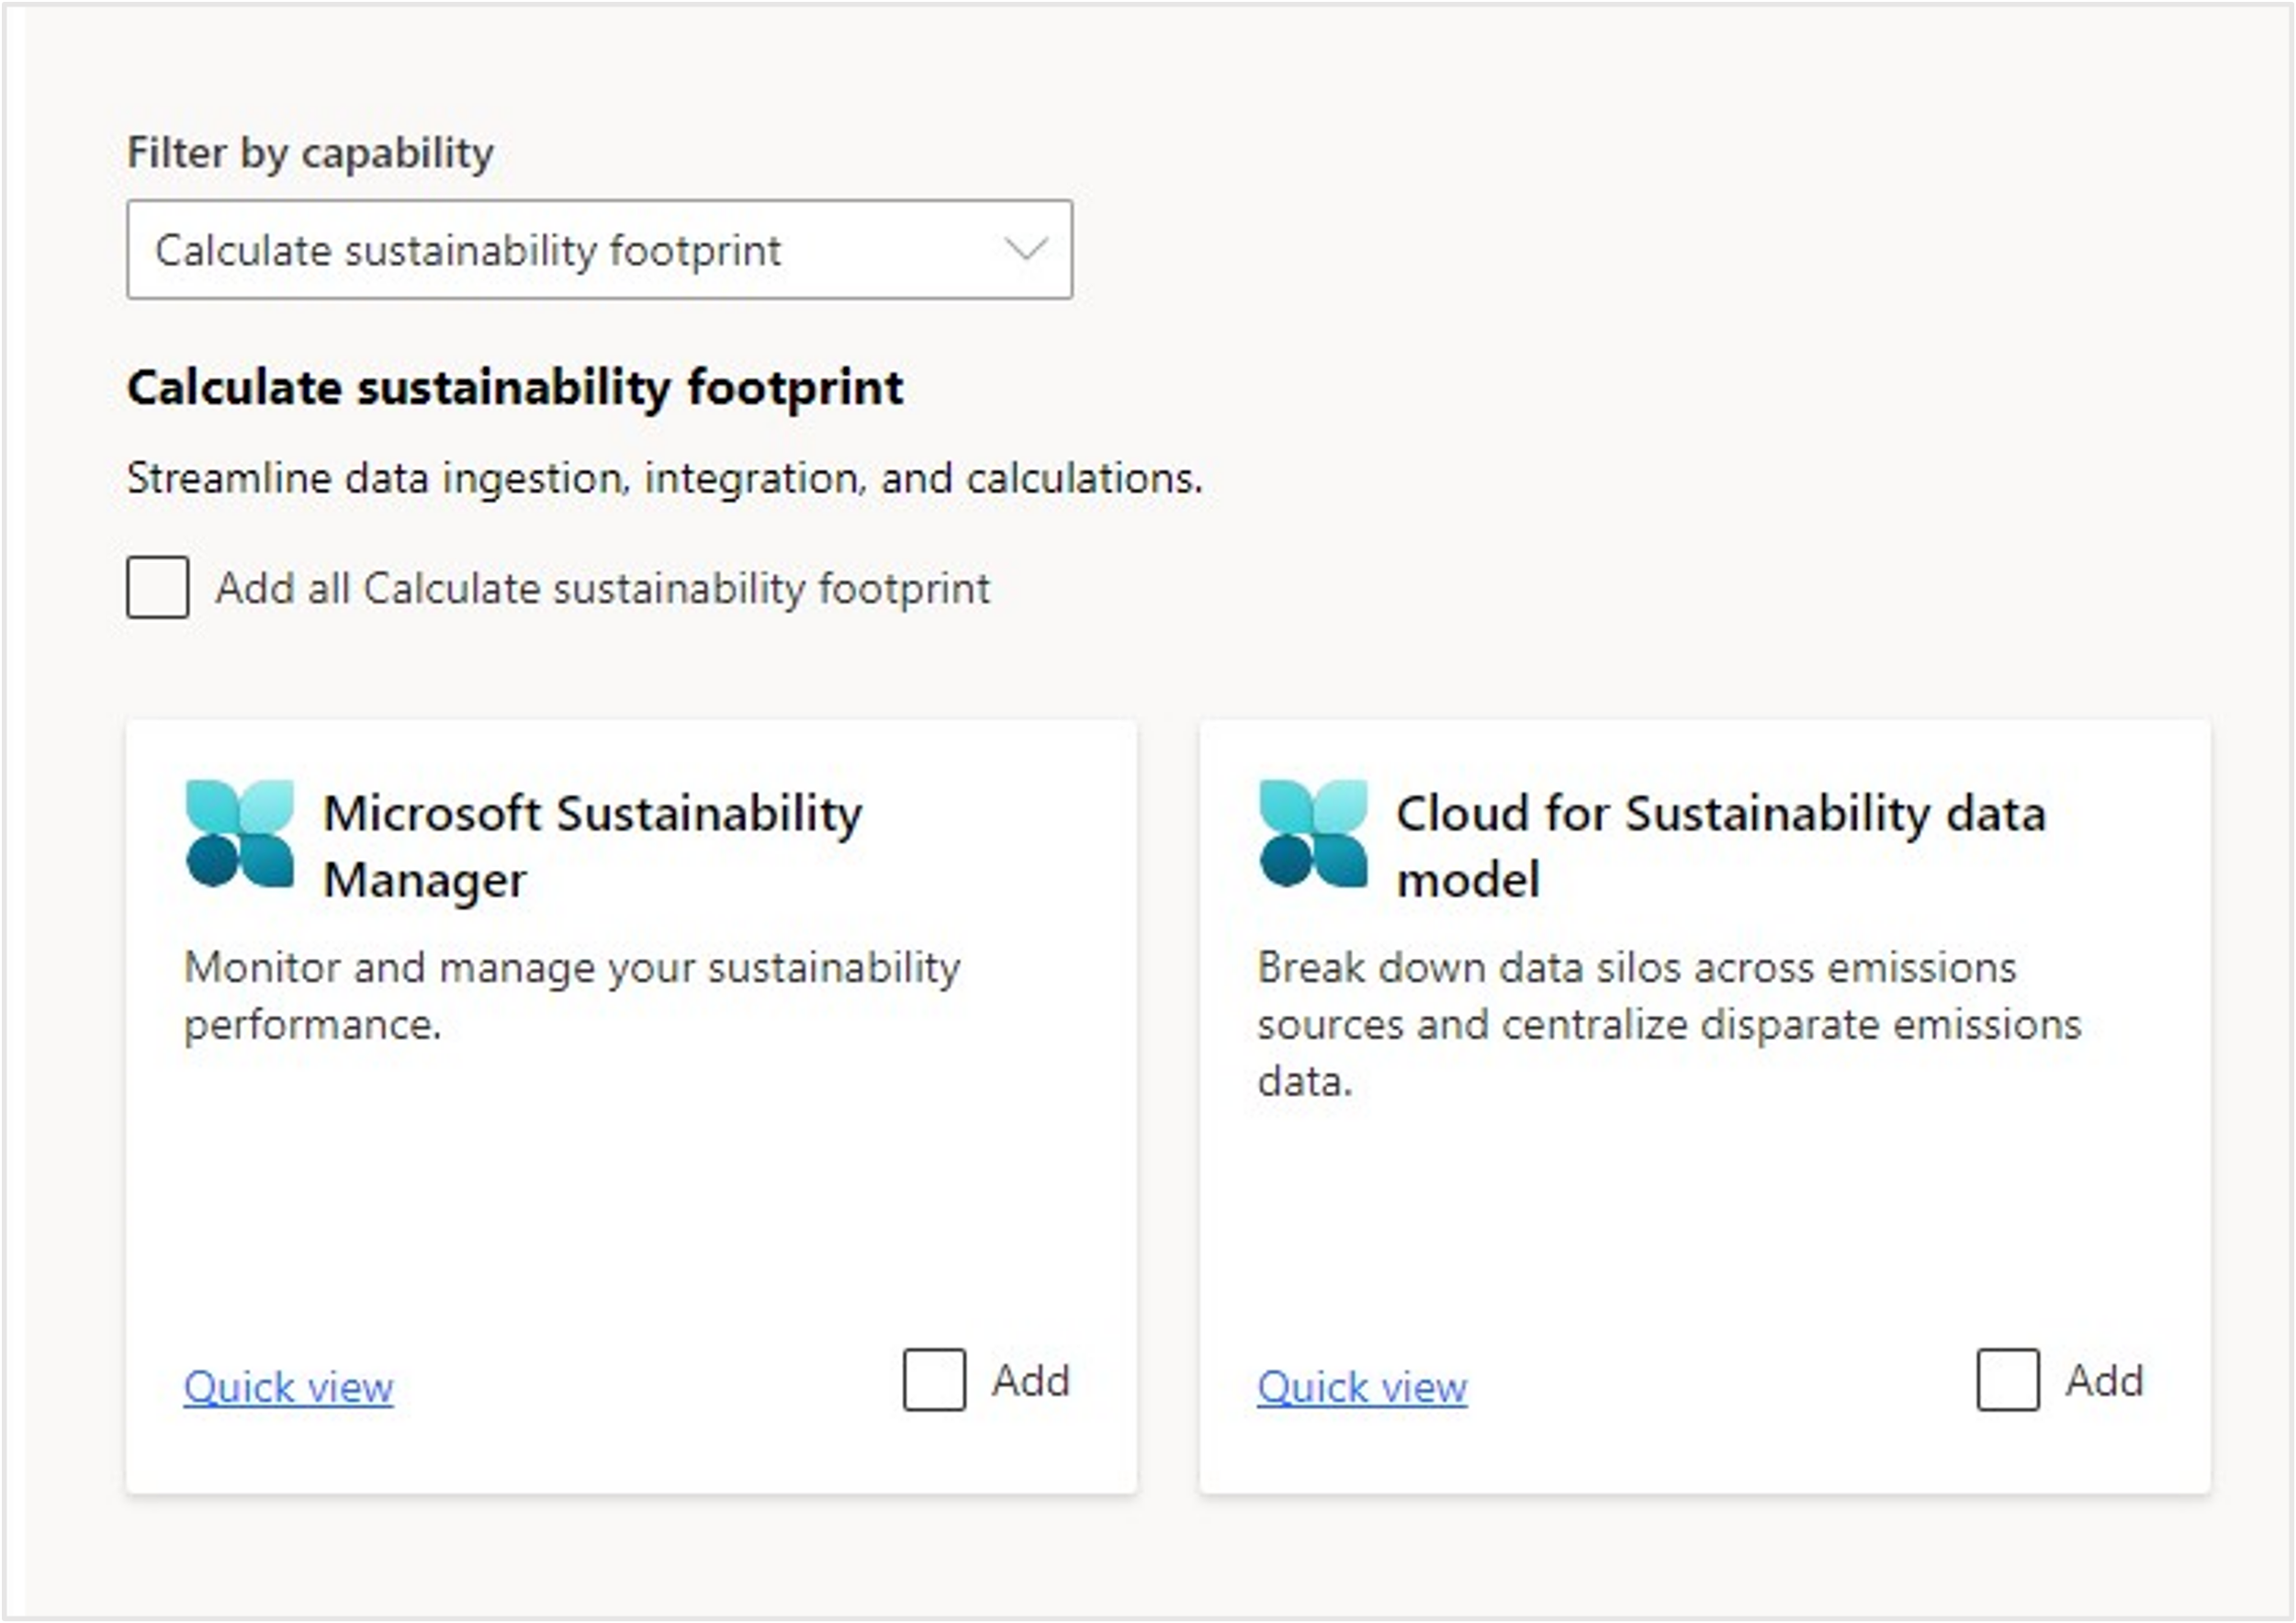 Filter by capability
Calculate sustainability footprint
Calculate sustainability footprint
Streamline data ingestion, integration, and calculations.
Add all Calculate sustainability footprint
Microsoft Sustainability
Manager
Monitor and manage your sustainability
performance.
Quick view
Add
Cloud for Sustainability data
model
Break down data silos across emissions
sources and centralize disparate emissions
data.
Quick view
Add